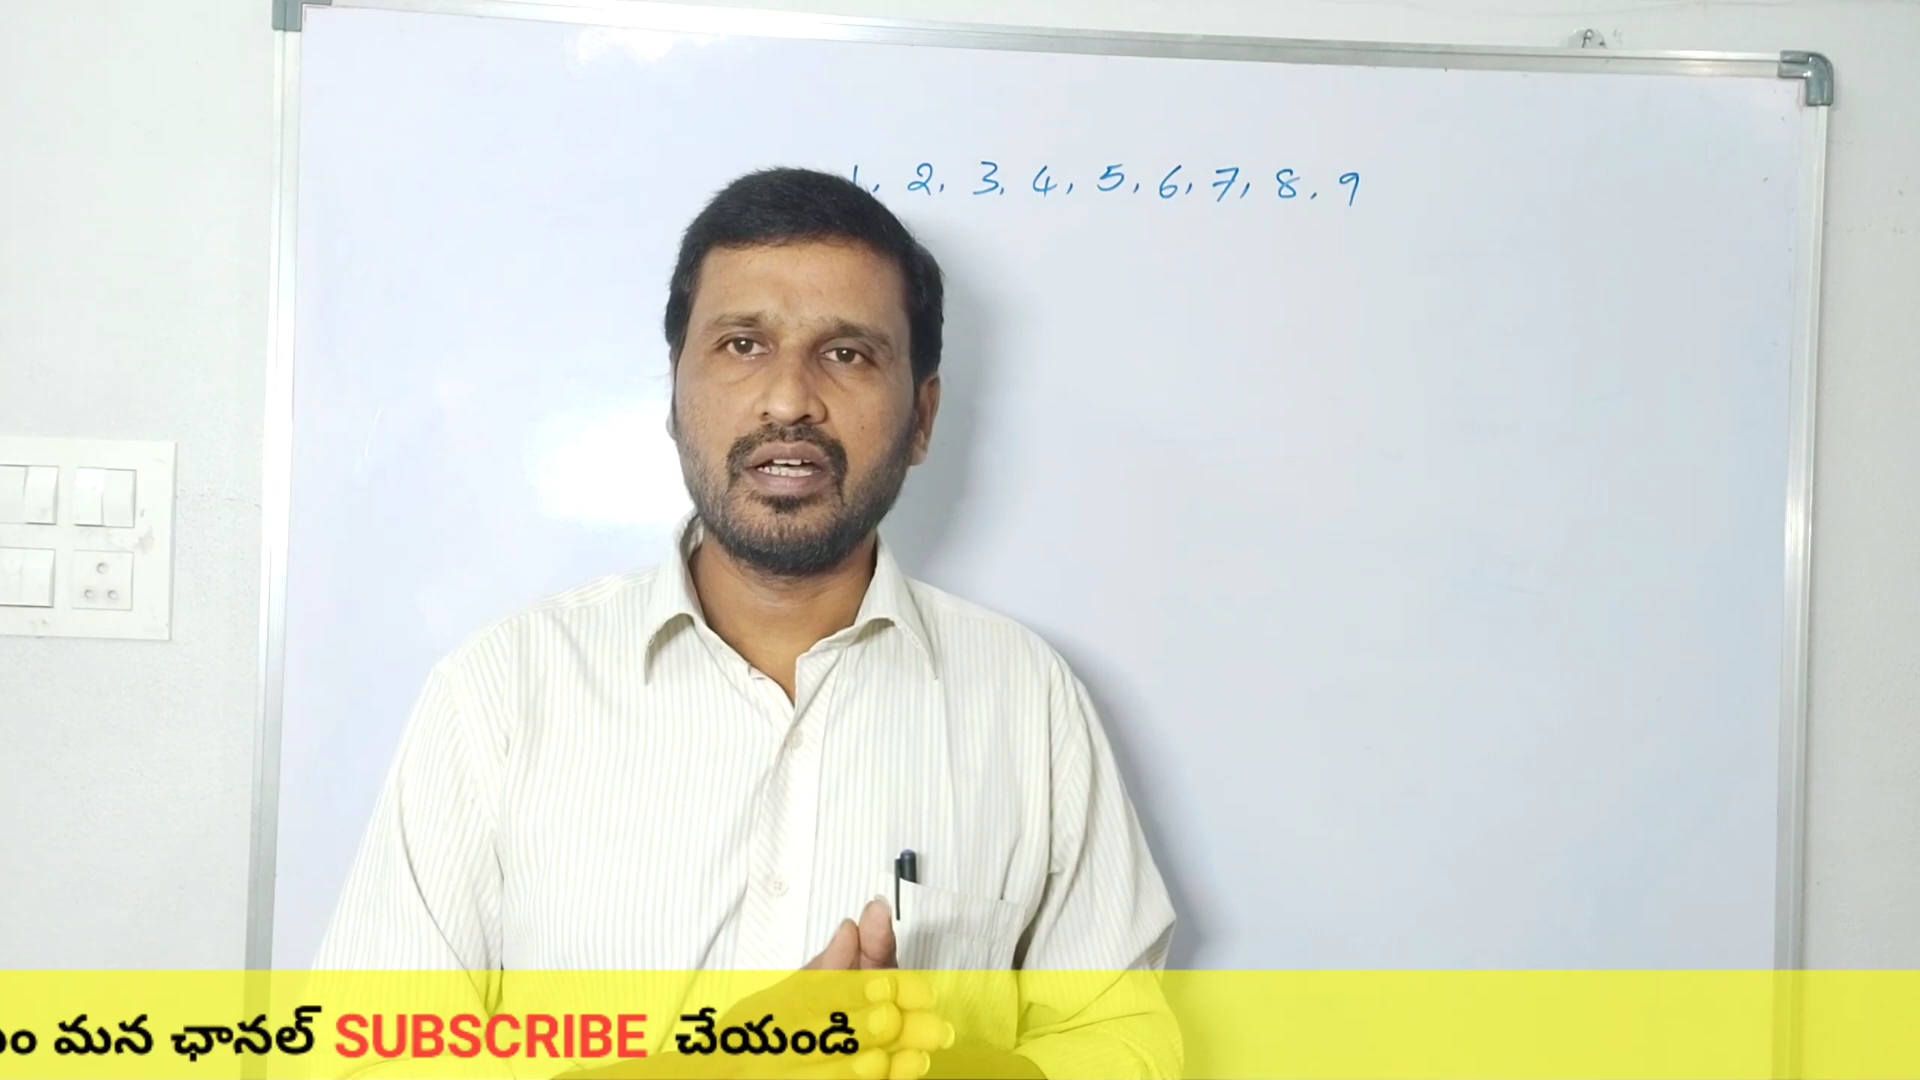 1, 2, 3, 4, 5, 6, 7, 8, 9
మన ఛానల్ SUBSCRIBE చేయండి